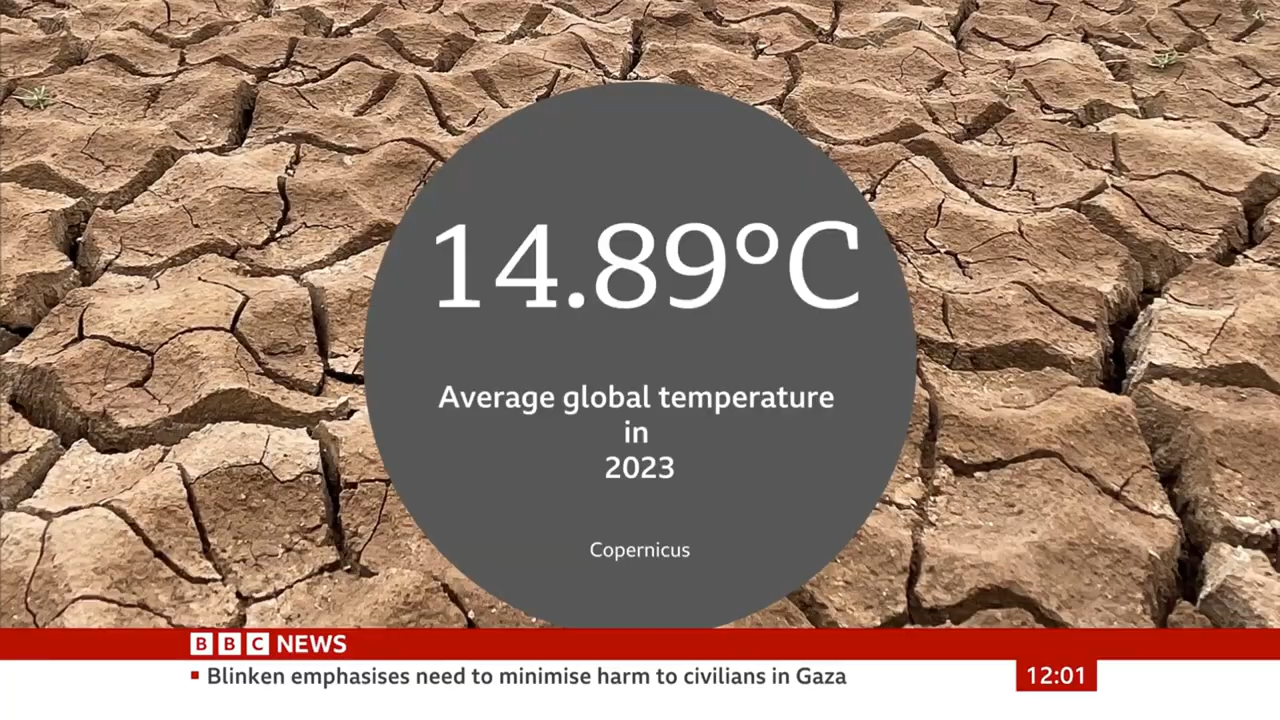 14.89°C
Average global temperature
in
2023
Copernicus
BBC NEWS
Blinken emphasises need to minimise harm to civilians in Gaza
12:01